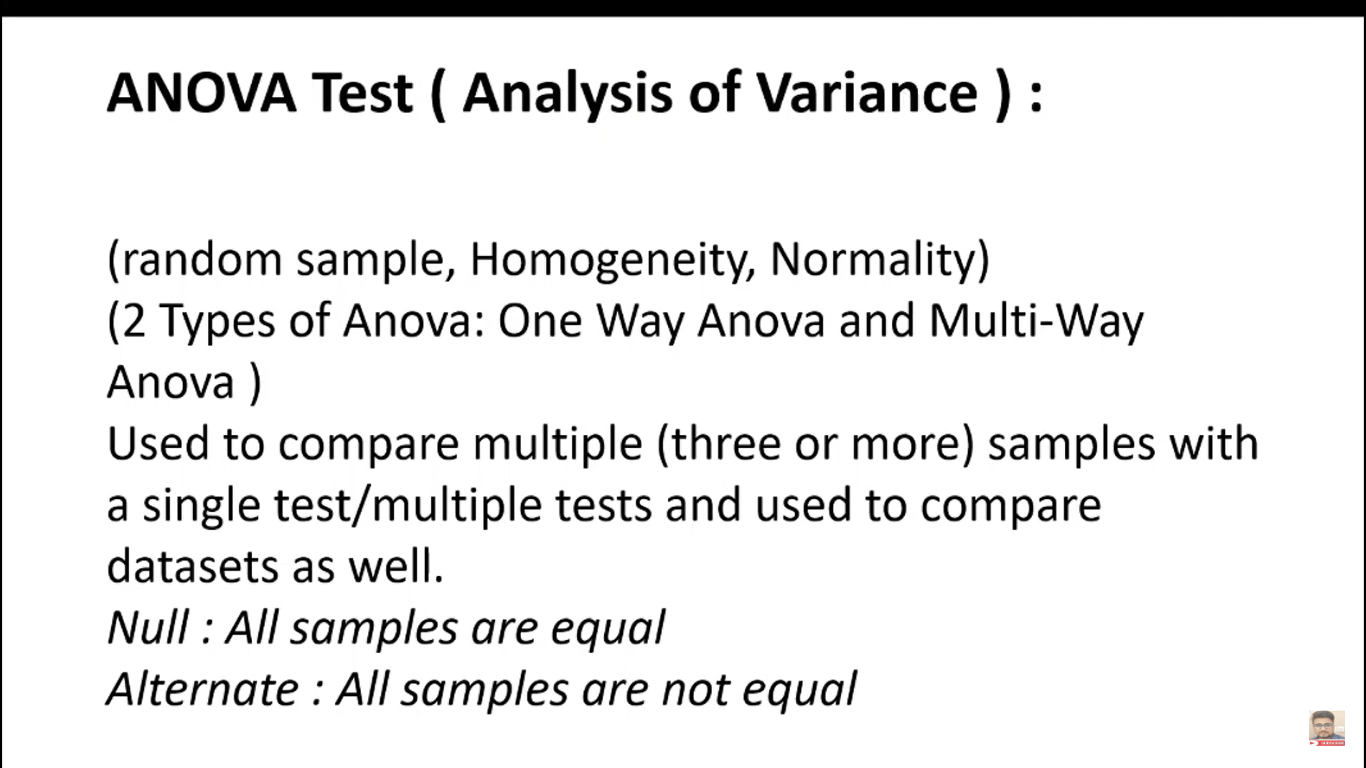 ANOVA Test ( Analysis of Variance ) :
(random sample, Homogeneity, Normality)
(2 Types of Anova: One Way Anova and Multi-Way
Anova )
Used to compare multiple (three or more) samples with
a single test/multiple tests and used to compare
datasets as well.
Null : All samples are equal
Alternate : All samples are not equal